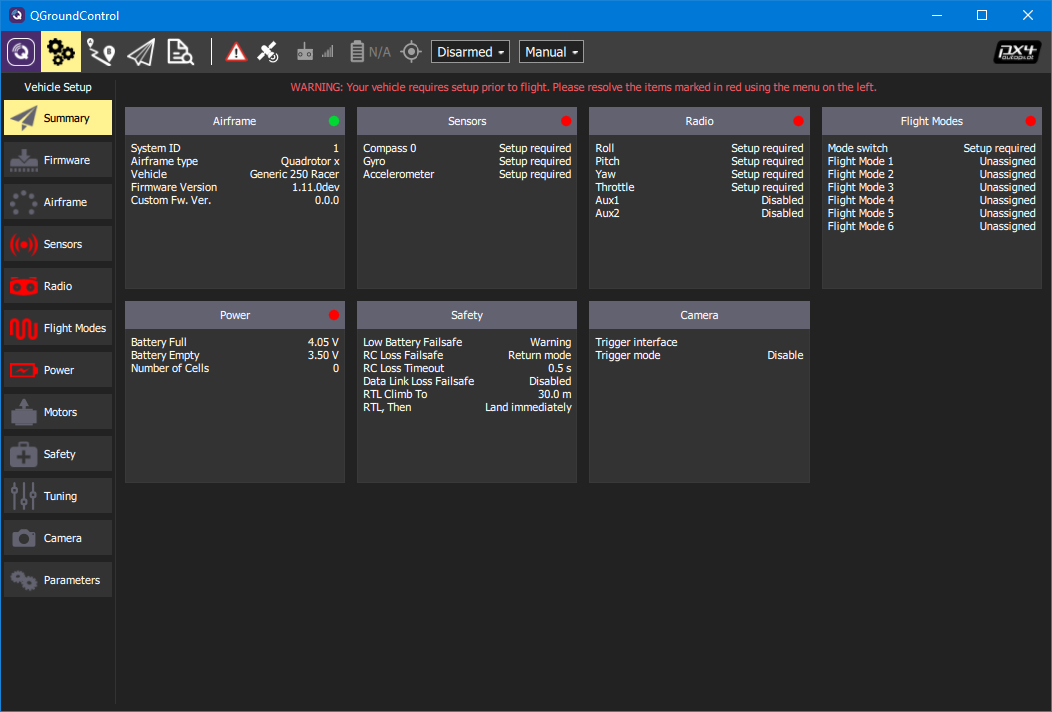 QGroundControl
N/A
Disarmed
Manual
px4
autopilot
Vehicle Setup
Summary
Firmware
Airframe
Sensors
Radio
Flight Modes
Power
Motors
Safety
Tuning
Camera
Parameters
WARNING: Your vehicle requires setup prior to flight. Please resolve the items marked in red using the menu on the left.
Airframe
System ID 1
Airframe type Quadrotor x
Vehicle Generic 250 Racer
Firmware Version 1.11.0dev
Custom Fw. Ver. 0.0.0
Sensors
Compass 0 Setup required
Gyro Setup required
Accelerometer Setup required
Radio
Roll Setup required
Pitch Setup required
Yaw Setup required
Throttle Setup required
Aux1 Disabled
Aux2 Disabled
Flight Modes
Mode switch Setup required
Flight Mode 1 Unassigned
Flight Mode 2 Unassigned
Flight Mode 3 Unassigned
Flight Mode 4 Unassigned
Flight Mode 5 Unassigned
Flight Mode 6 Unassigned
Power
Battery Full 4.05 V
Battery Empty 3.50 V
Number of Cells 0
Safety
Low Battery Failsafe Warning
RC Loss Failsafe Return mode
RC Loss Timeout 0.5 s
Data Link Loss Failsafe Disabled
RTL Climb To 30.0 m
RTL, Then Land immediately
Camera
Trigger interface
Trigger mode Disable